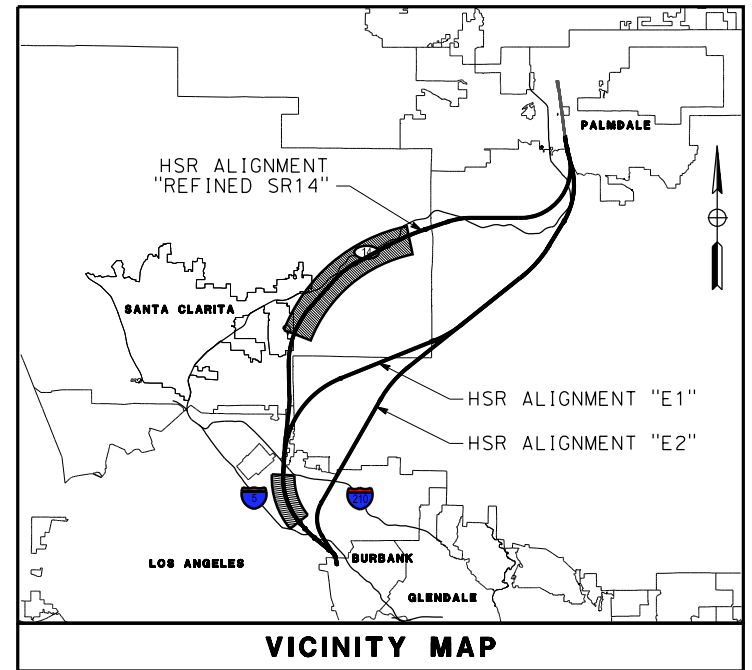 PALMDALE
HSR ALIGNMENT
"REFINED SR14"
14
SANTA CLARITA
HSR ALIGNMENT "E1"
HSR ALIGNMENT "E2"
5
210
LOS ANGELES
BURBANK
GLENDALE
VICINITY MAP